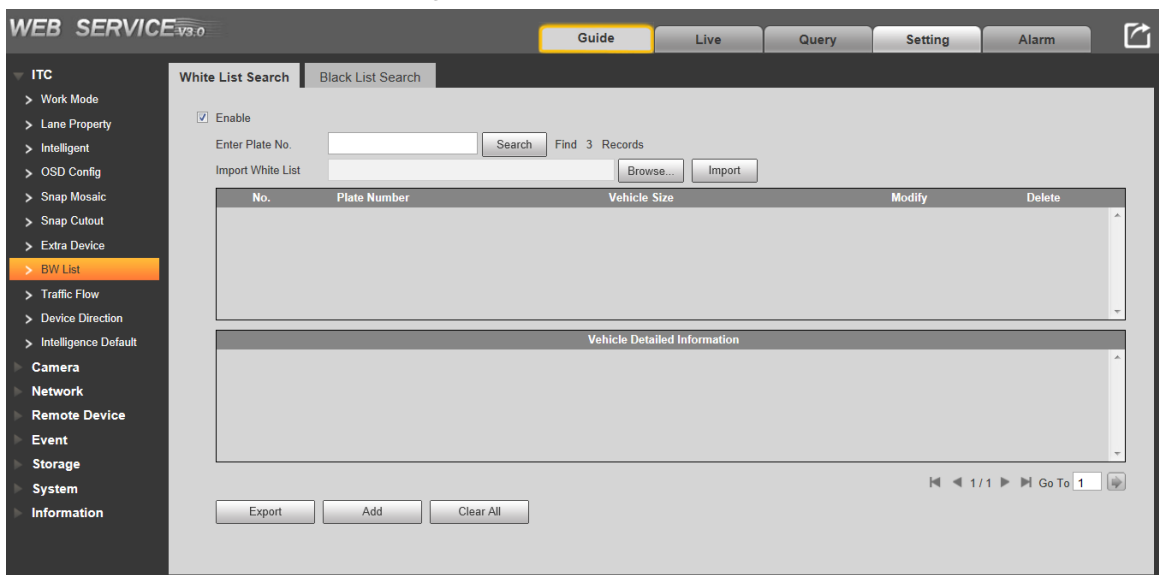 WEB SERVICE V3.0
Guide Live Query Setting Alarm
ITC
Work Mode
Lane Property
Intelligent
OSD Config
Snap Mosaic
Snap Cutout
Extra Device
BW List
Traffic Flow
Device Direction
Intelligence Default
Camera
Network
Remote Device
Event
Storage
System
Information
White List Search Black List Search
Enable
Enter Plate No. Search Find 3 Records
Import White List Browse... Import
No. Plate Number Vehicle Size Modify Delete
Vehicle Detailed Information
1 / 1 Go To 1
Export Add Clear All